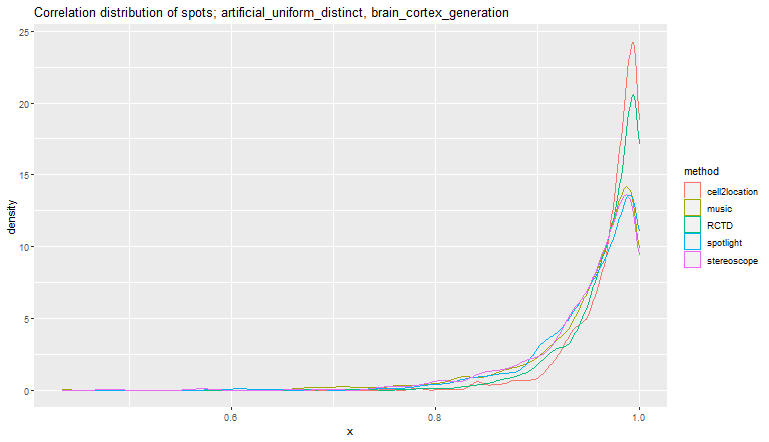 Correlation distribution of spots; artificial_uniform_distinct, brain_cortex_generation
25
20
15
10
5
0
density
0.6
0.8
1.0
x
method
cell2location
music
RCTD
spotlight
stereoscope